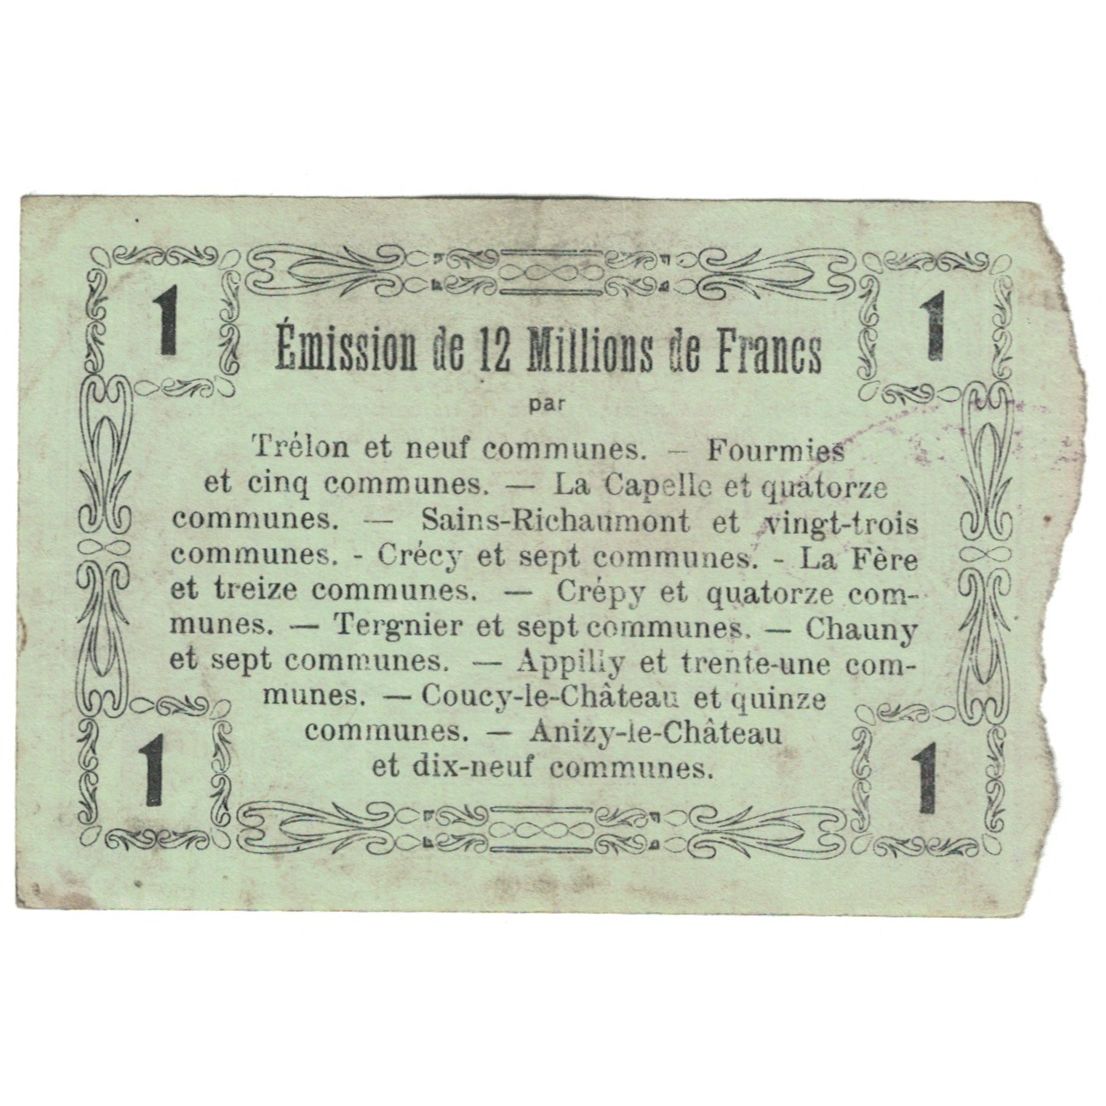 1 1
Émission de 12 Millions de Francs
par
Trélon et neuf communes. — Fourmies
et cinq communes. — La Capelle et quatorze
communes. — Sains-Richaumont et vingt-trois
communes. - Crécy et sept communes. - La Fère
et treize communes. — Crépy et quatorze com-
munes. — Tergnier et sept communes. — Chauny
et sept communes. — Appilly et trente-une com-
munes. — Coucy-le-Château et quinze
communes. — Anizy-le-Château
et dix-neuf communes.
1 1